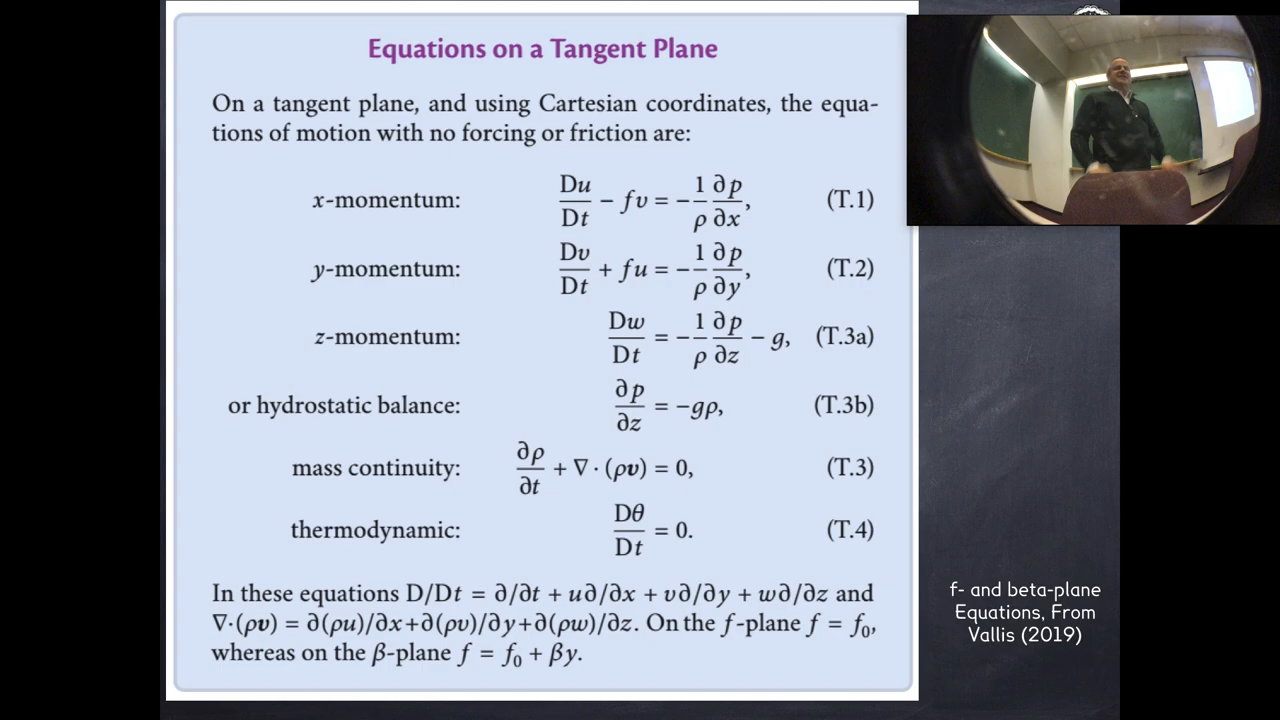 Equations on a Tangent Plane
On a tangent plane, and using Cartesian coordinates, the equa-
tions of motion with no forcing or friction are:
x-momentum: Du/Dt − fv = −1/ρ ∂p/∂x, (T.1)
y-momentum: Dv/Dt + fu = −1/ρ ∂p/∂y, (T.2)
z-momentum: Dw/Dt = −1/ρ ∂p/∂z − g, (T.3a)
or hydrostatic balance: ∂p/∂z = −gρ, (T.3b)
mass continuity: ∂ρ/∂t + ∇·(ρv) = 0, (T.3)
thermodynamic: Dθ/Dt = 0. (T.4)
In these equations D/Dt = ∂/∂t + u∂/∂x + v∂/∂y + w∂/∂z and
∇·(ρv) = ∂(ρu)/∂x+∂(ρv)/∂y+∂(ρw)/∂z. On the f-plane f = f₀,
whereas on the β-plane f = f₀ + βy.
f- and beta-plane
Equations, From
Vallis (2019)